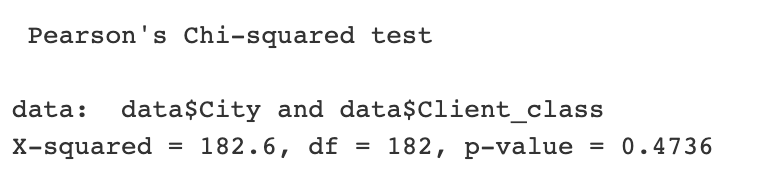 Pearson's Chi-squared test
data:  data$City and data$Client_class
X-squared = 182.6, df = 182, p-value = 0.4736